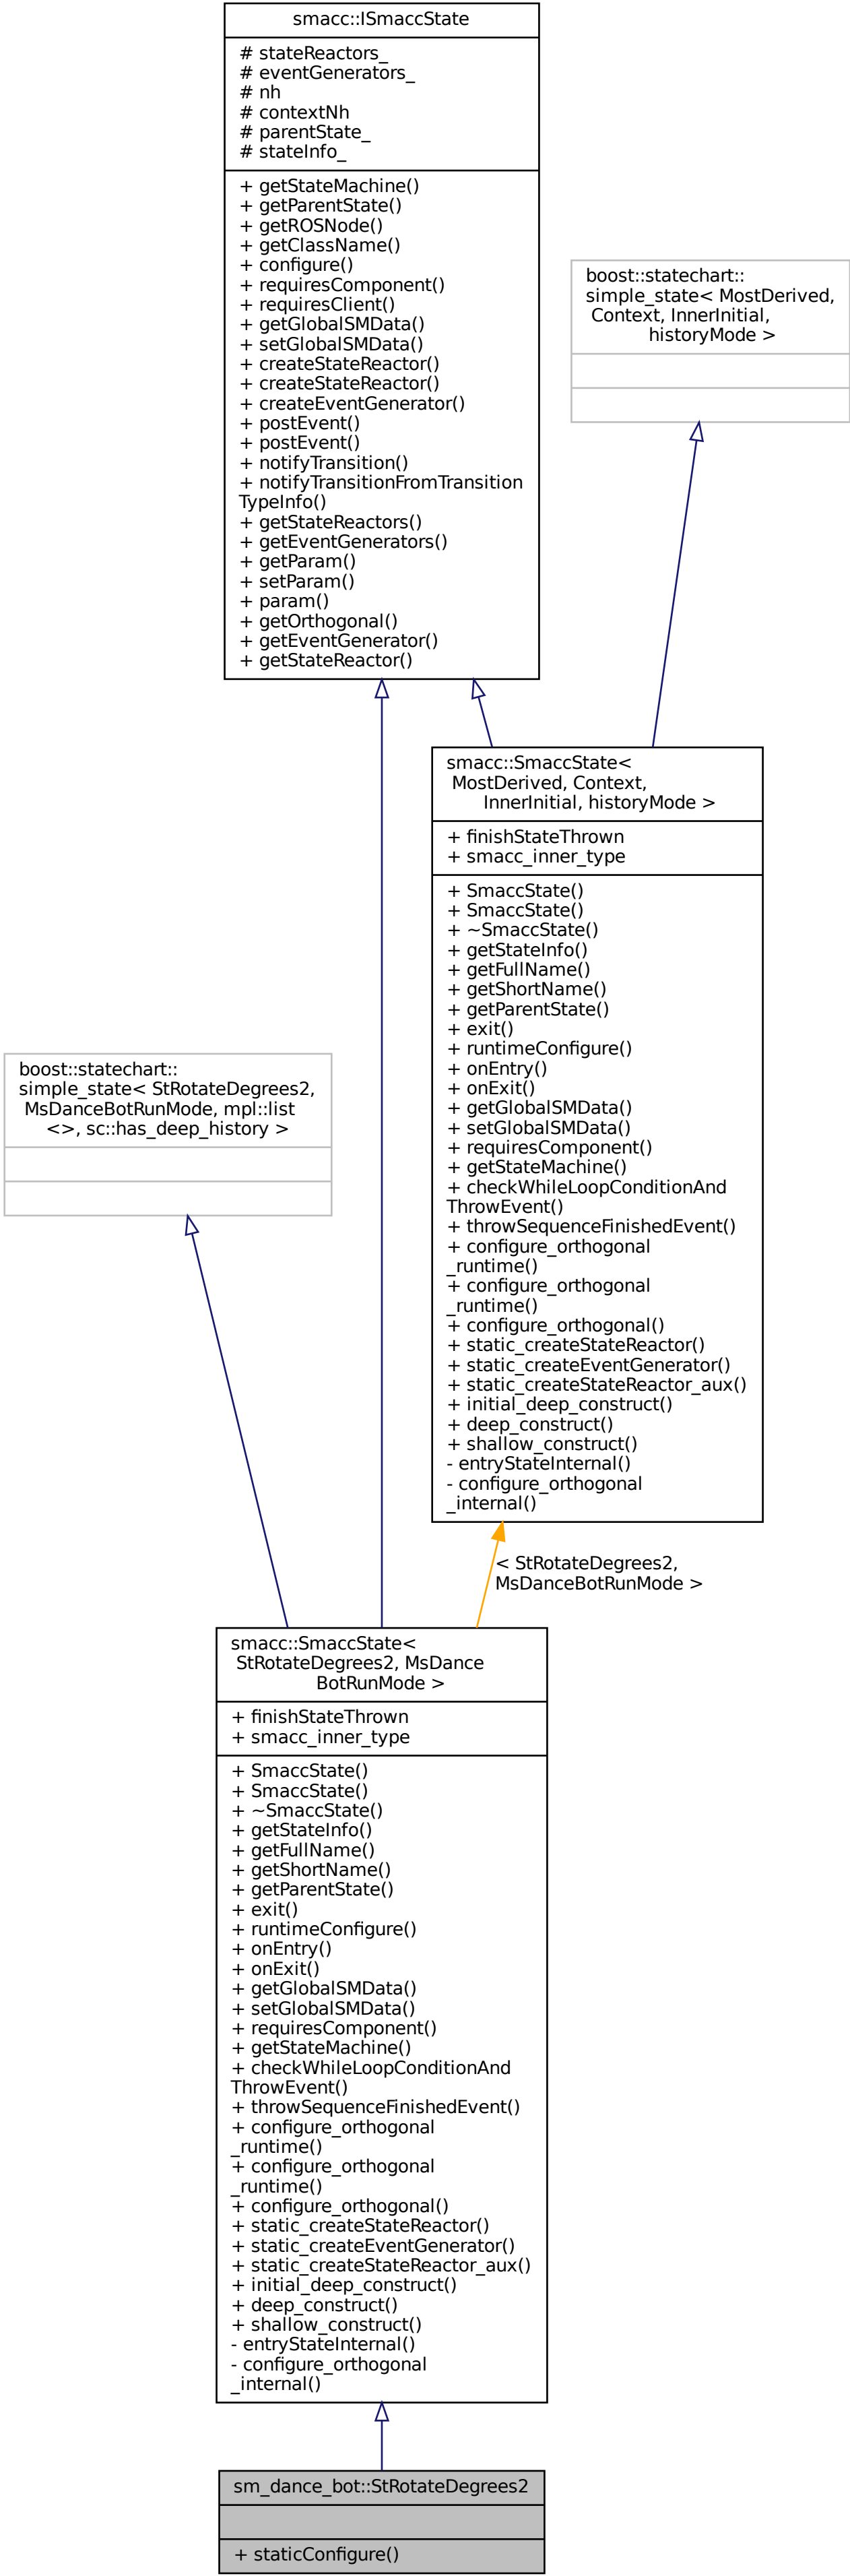 smacc::ISmaccState
# stateReactors_
# eventGenerators_
# nh
# contextNh
# parentState_
# stateInfo_
+ getStateMachine()
+ getParentState()
+ getROSNode()
+ getClassName()
+ configure()
+ requiresComponent()
+ requiresClient()
+ getGlobalSMData()
+ setGlobalSMData()
+ createStateReactor()
+ createStateReactor()
+ createEventGenerator()
+ postEvent()
+ postEvent()
+ notifyTransition()
+ notifyTransitionFromTransition
TypeInfo()
+ getStateReactors()
+ getEventGenerators()
+ getParam()
+ setParam()
+ param()
+ getOrthogonal()
+ getEventGenerator()
+ getStateReactor()
boost::statechart::
simple_state< MostDerived,
Context, InnerInitial,
historyMode >
smacc::SmaccState<
MostDerived, Context,
InnerInitial, historyMode >
+ finishStateThrown
+ smacc_inner_type
+ SmaccState()
+ SmaccState()
+ ~SmaccState()
+ getStateInfo()
+ getFullName()
+ getShortName()
+ getParentState()
+ exit()
+ runtimeConfigure()
+ onEntry()
+ onExit()
+ getGlobalSMData()
+ setGlobalSMData()
+ requiresComponent()
+ getStateMachine()
+ checkWhileLoopConditionAnd
ThrowEvent()
+ throwSequenceFinishedEvent()
+ configure_orthogonal
_runtime()
+ configure_orthogonal
_runtime()
+ configure_orthogonal()
+ static_createStateReactor()
+ static_createEventGenerator()
+ static_createStateReactor_aux()
+ initial_deep_construct()
+ deep_construct()
+ shallow_construct()
- entryStateInternal()
- configure_orthogonal
_internal()
boost::statechart::
simple_state< StRotateDegrees2,
MsDanceBotRunMode, mpl::list
<>, sc::has_deep_history >
< StRotateDegrees2,
MsDanceBotRunMode >
smacc::SmaccState<
StRotateDegrees2, MsDance
BotRunMode >
+ finishStateThrown
+ smacc_inner_type
+ SmaccState()
+ SmaccState()
+ ~SmaccState()
+ getStateInfo()
+ getFullName()
+ getShortName()
+ getParentState()
+ exit()
+ runtimeConfigure()
+ onEntry()
+ onExit()
+ getGlobalSMData()
+ setGlobalSMData()
+ requiresComponent()
+ getStateMachine()
+ checkWhileLoopConditionAnd
ThrowEvent()
+ throwSequenceFinishedEvent()
+ configure_orthogonal
_runtime()
+ configure_orthogonal
_runtime()
+ configure_orthogonal()
+ static_createStateReactor()
+ static_createEventGenerator()
+ static_createStateReactor_aux()
+ initial_deep_construct()
+ deep_construct()
+ shallow_construct()
- entryStateInternal()
- configure_orthogonal
_internal()
sm_dance_bot::StRotateDegrees2
+ staticConfigure()